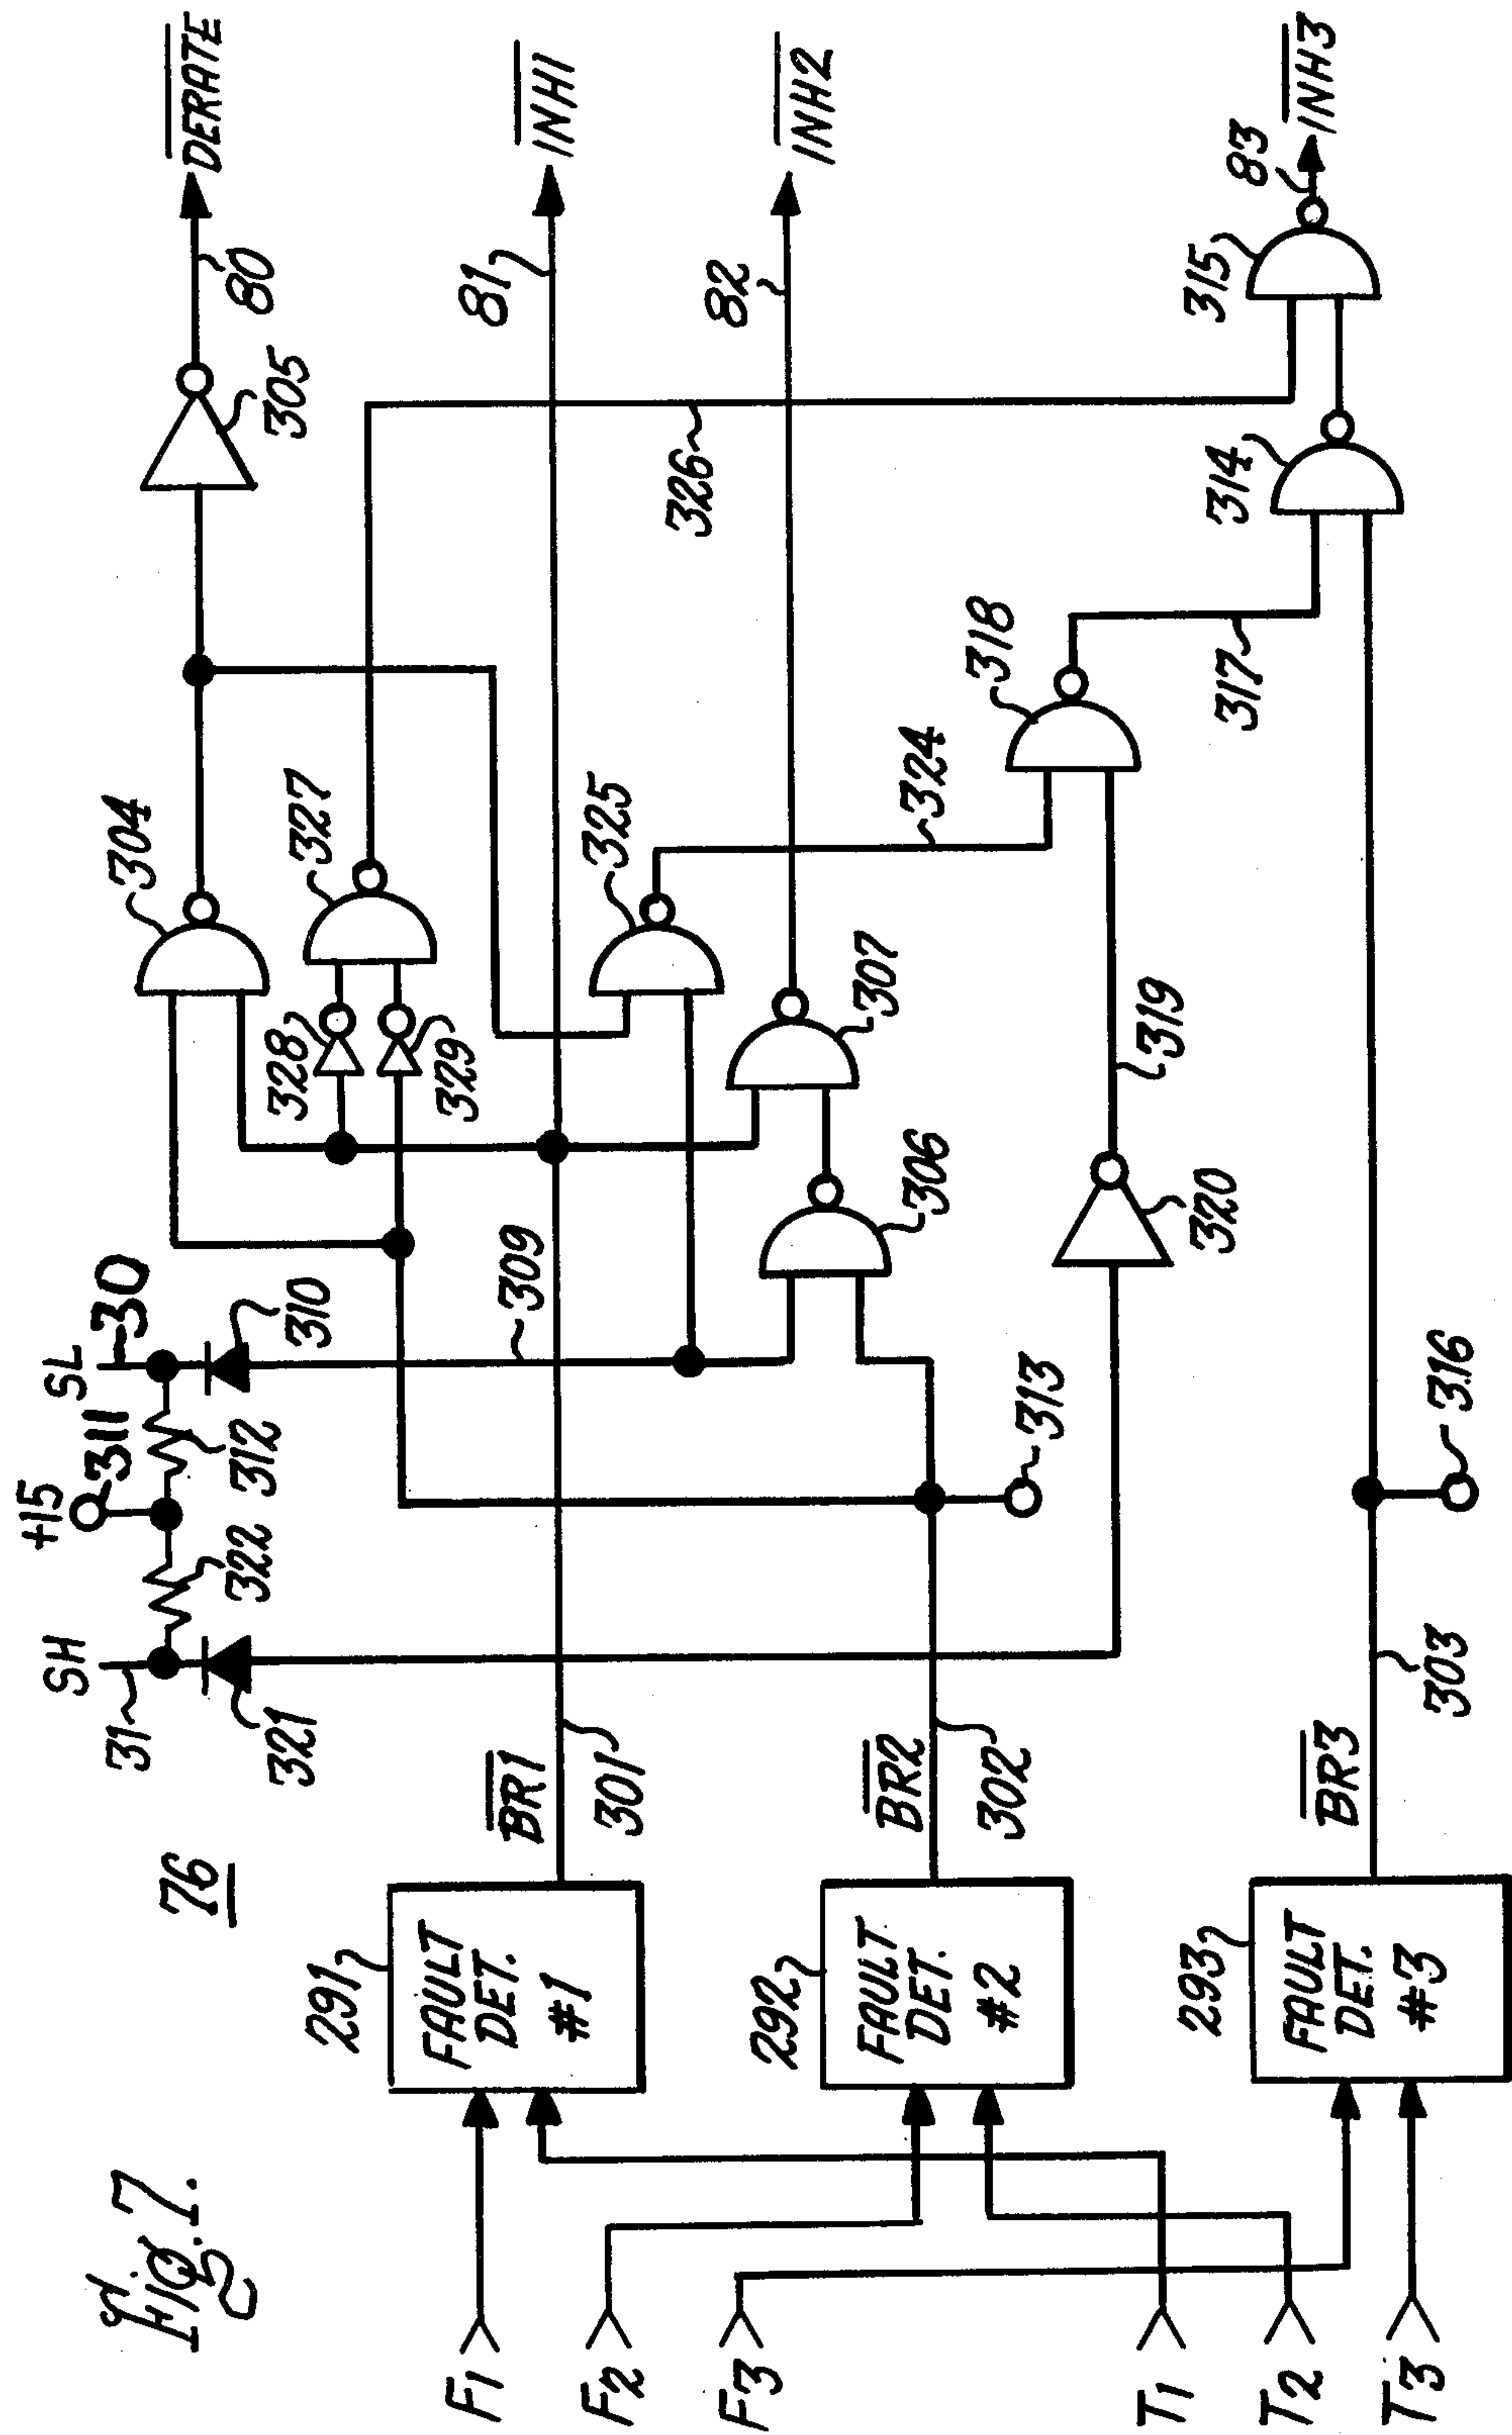 Fig. 7.
76
SH
+15
SL
31
311
30
321
322
312
310
304
305
80
DERATE
309
328
329
327
326
81
INH1
325
324
82
INH2
306
307
F1
F2
F3
T1
T2
T3
291
FAULT
DET.
#1
BR1
301
292
FAULT
DET.
#2
BR2
302
313
320
319
318
317
293
FAULT
DET.
#3
BR3
303
316
314
315
83
INH3